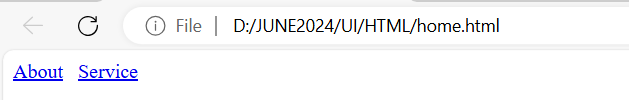 File | D:/JUNE2024/UI/HTML/home.html
About Service